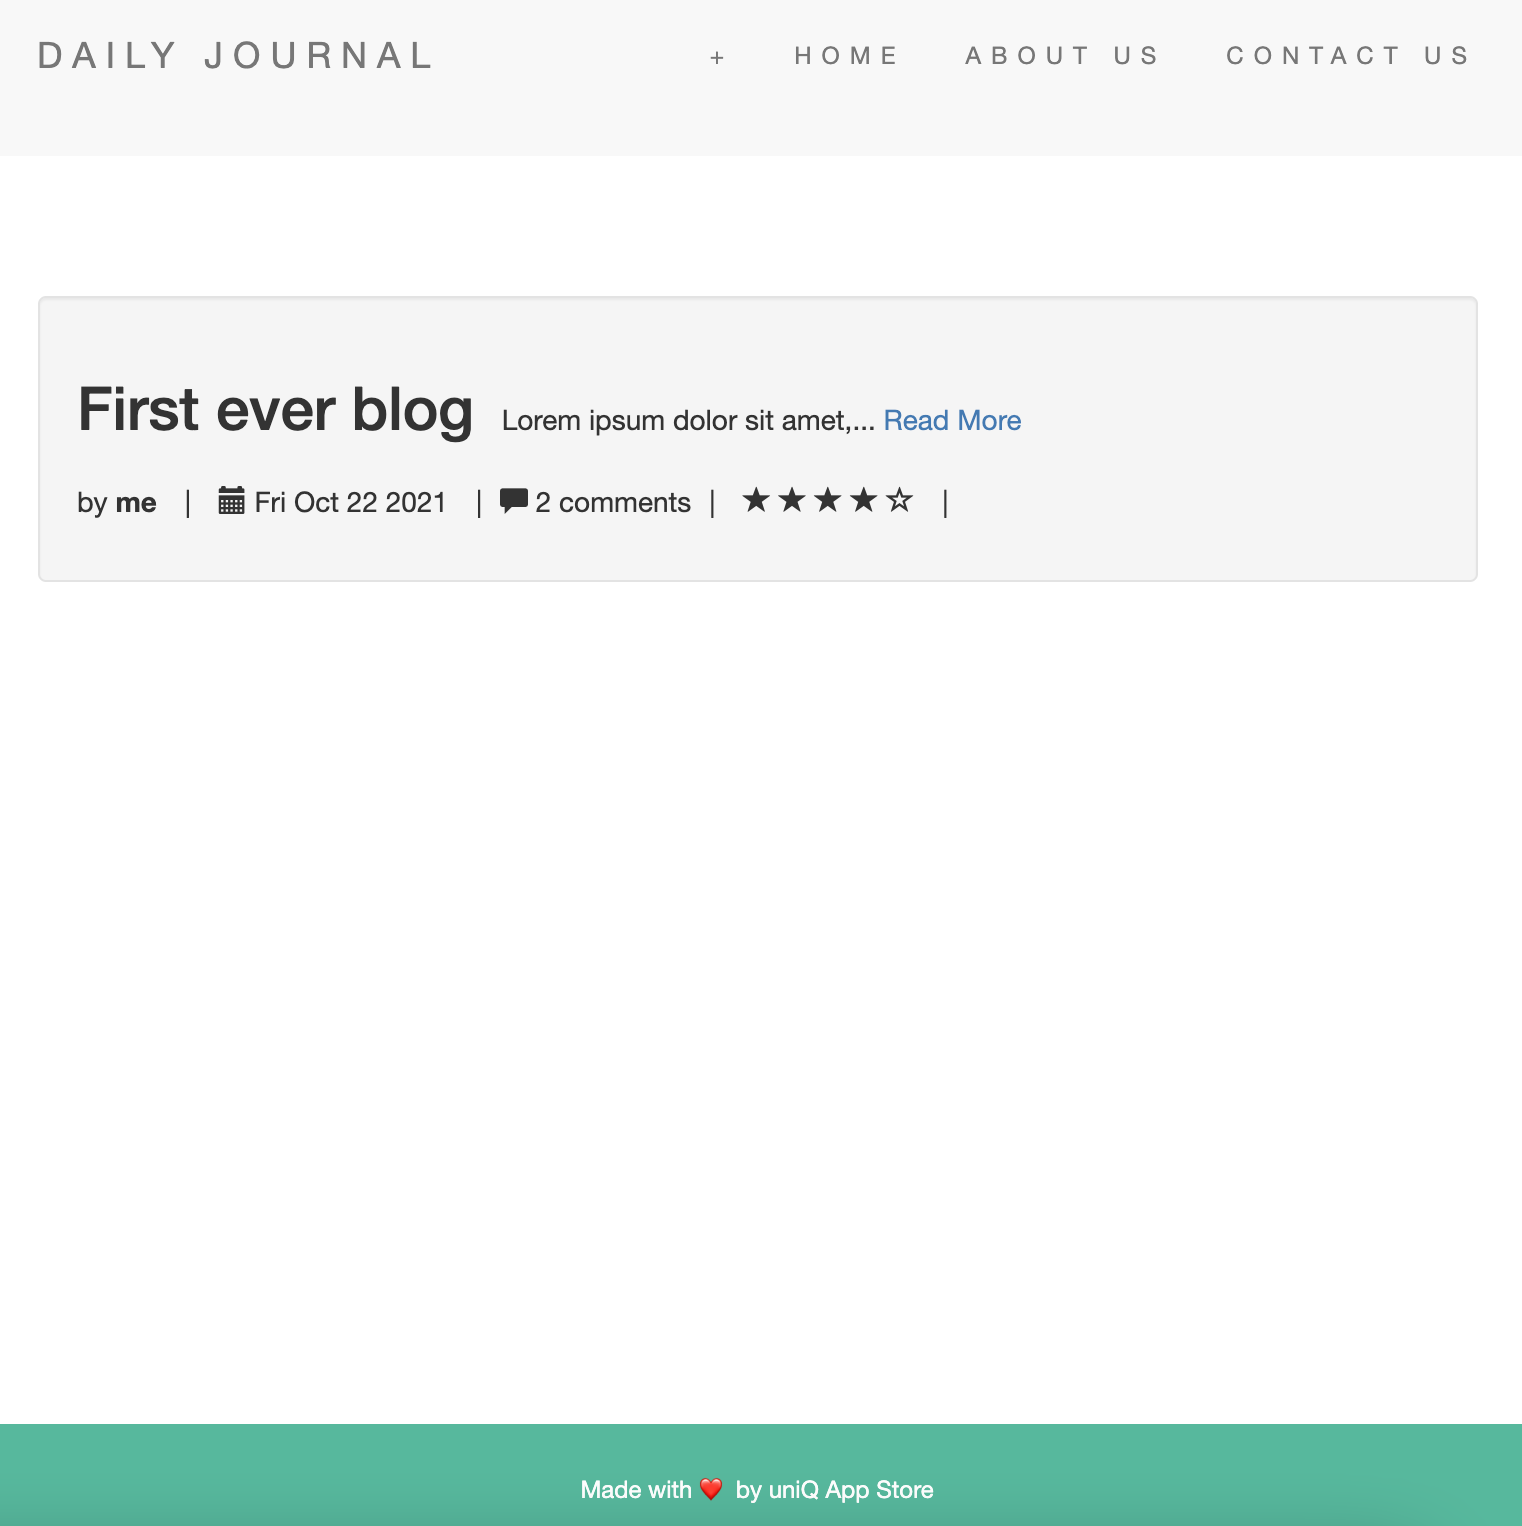 DAILY JOURNAL + HOME ABOUT US CONTACT US
First ever blog Lorem ipsum dolor sit amet,... Read More
by me | Fri Oct 22 2021 | 2 comments | ★★★★☆ |
Made with ❤️ by uniQ App Store